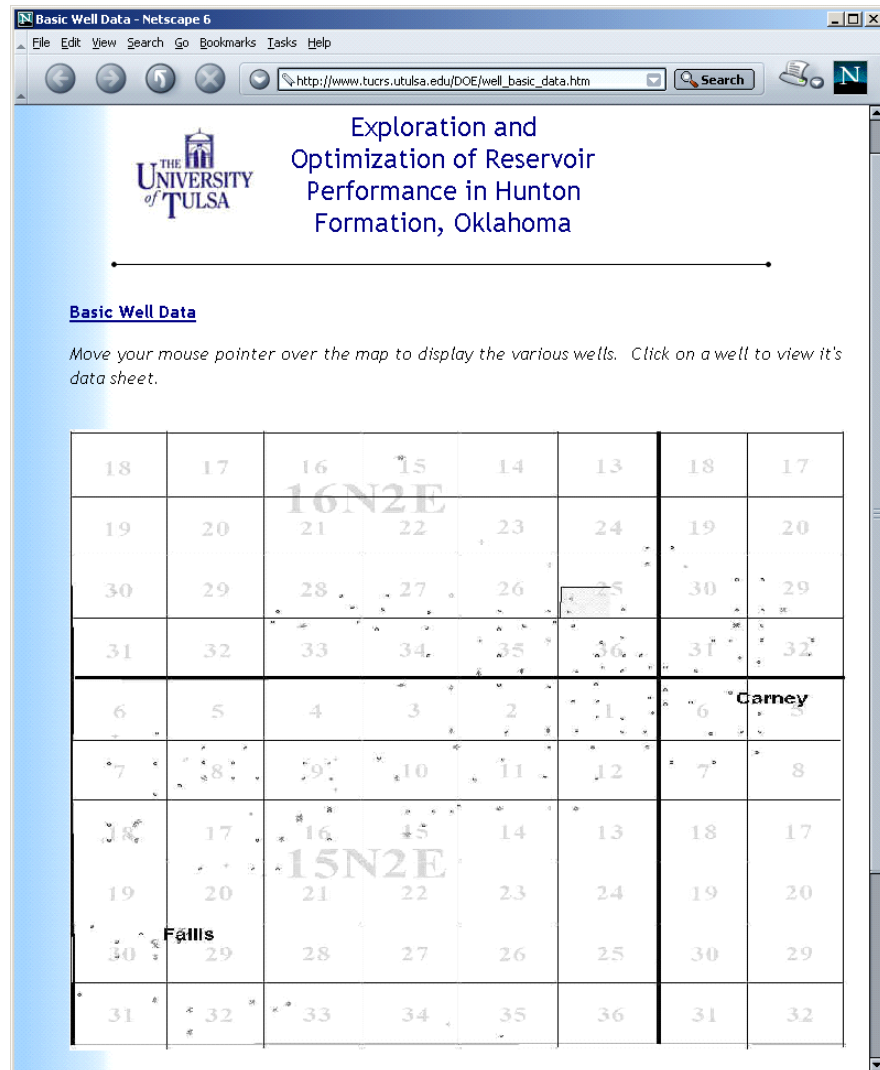 Basic Well Data - Netscape 6
File Edit View Search Go Bookmarks Tasks Help
http://www.tucrs.utulsa.edu/DOE/well_basic_data.htm Search N
THE UNIVERSITY of TULSA
Exploration and
Optimization of Reservoir
Performance in Hunton
Formation, Oklahoma
Basic Well Data
Move your mouse pointer over the map to display the various wells. Click on a well to view it's
data sheet.
18 17 16 15 14 13 18 17
16N2E
19 20 21 22 23 24 19 20
30 29 28 27 26 25 30 29
31 32 33 34 35 36 31 32
Carney
6 5 4 3 2 1 6 5
7 8 9 10 11 12 7 8
18 17 16 15 14 13 18 17
15N2E
19 20 21 22 23 24 19 20
Fallis
30 29 28 27 26 25 30 29
31 32 33 34 35 36 31 32